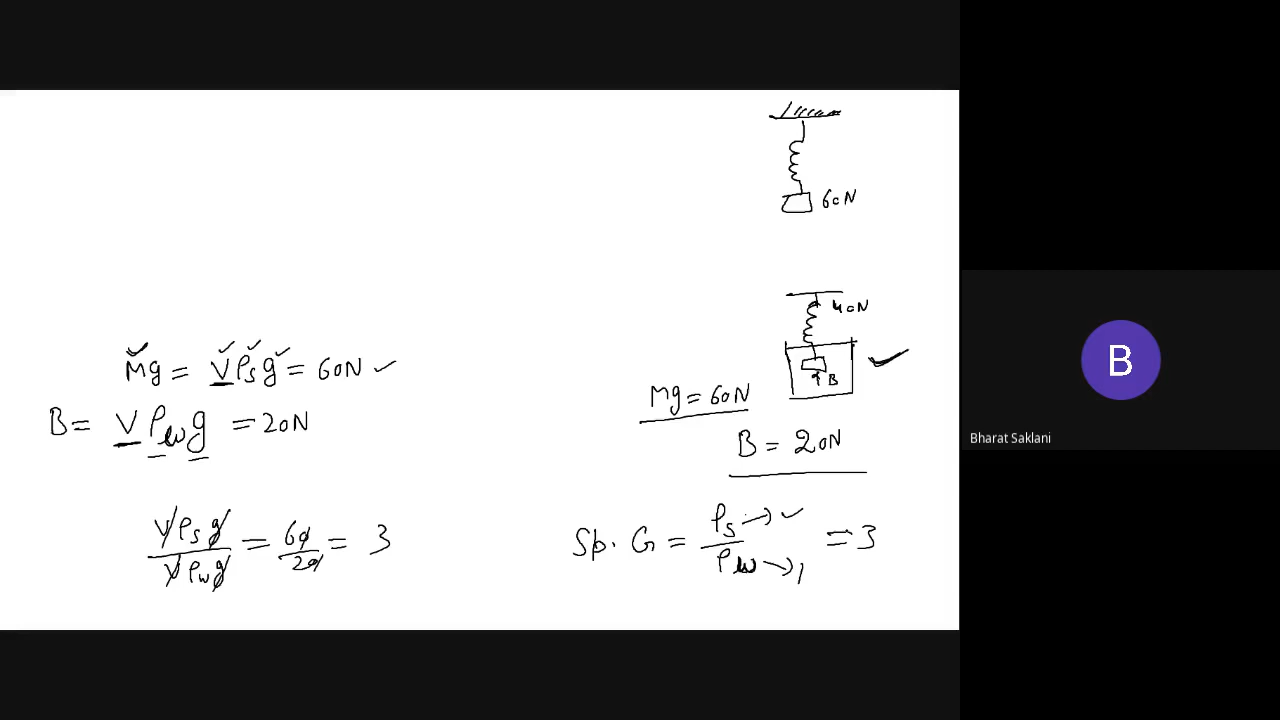 60N
40N
B
Mg = Vρsg = 60N
Mg = 60N
B = Vρwg = 20N
B = 20N
Vρsg / Vρwg = 60/20 = 3
Sp. G = ρs / ρw = 3
1
B
Bharat Saklani